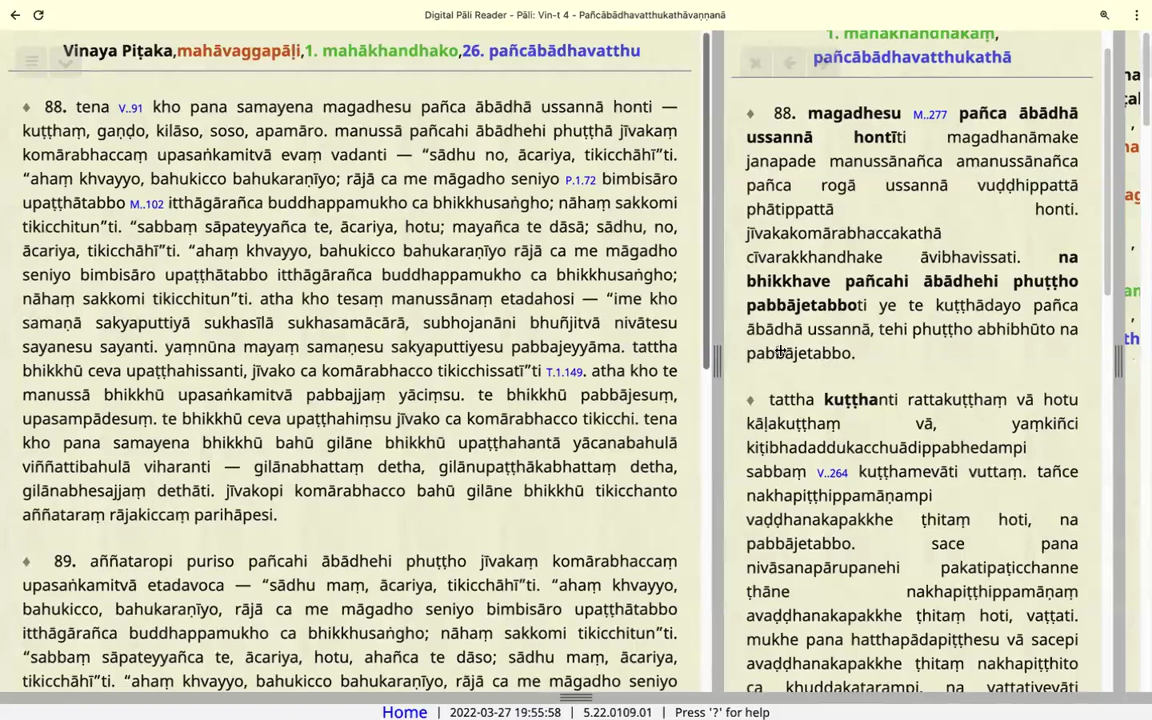 Digital Pāli Reader - Pāli: Vin-t 4 - Pañcābādhavatthukathāvaṇṇanā
Vinaya Piṭaka,mahāvaggapāḷi,1. mahākhandhako,26. pañcābādhavatthu
♦ 88. tena V..91 kho pana samayena magadhesu pañca ābādhā ussannā honti —
kuṭṭhaṃ, gaṇḍo, kilāso, soso, apamāro. manussā pañcahi ābādhehi phuṭṭhā jīvakaṃ
komārabhaccaṃ upasaṅkamitvā evaṃ vadanti — “sādhu no, ācariya, tikicchāhī”ti.
“ahaṃ khvayyo, bahukicco bahukaraṇīyo; rājā ca me māgadho seniyo P.1.72 bimbisāro
upaṭṭhātabbo M..102 itthāgārañca buddhappamukho ca bhikkhusaṅgho; nāhaṃ sakkomi
tikicchitun”ti. “sabbaṃ sāpateyyañca te, ācariya, hotu; mayañca te dāsā; sādhu, no,
ācariya, tikicchāhī”ti. “ahaṃ khvayyo, bahukicco bahukaraṇīyo rājā ca me māgadho
seniyo bimbisāro upaṭṭhātabbo itthāgārañca buddhappamukho ca bhikkhusaṅgho;
nāhaṃ sakkomi tikicchitun”ti. atha kho tesaṃ manussānaṃ etadahosi — “ime kho
samaṇā sakyaputtiyā sukhasīlā sukhasamācārā, subhojanāni bhuñjitvā nivātesu
sayanesu sayanti. yaṃnūna mayaṃ samaṇesu sakyaputtiyesu pabbajeyyāma. tattha
bhikkhū ceva upaṭṭhahissanti, jīvako ca komārabhacco tikicchissatī”ti T.1.149. atha kho te
manussā bhikkhū upasaṅkamitvā pabbajjaṃ yāciṃsu. te bhikkhū pabbājesuṃ,
upasampādesuṃ. te bhikkhū ceva upaṭṭhahiṃsu jīvako ca komārabhacco tikicchi. tena
kho pana samayena bhikkhū bahū gilāne bhikkhū upaṭṭhahantā yācanabahulā
viññattibahulā viharanti — gilānabhattaṃ detha, gilānupaṭṭhākabhattaṃ detha,
gilānabhesajjaṃ dethāti. jīvakopi komārabhacco bahū gilāne bhikkhū tikicchanto
aññataraṃ rājakiccaṃ parihāpesi.
♦ 89. aññataropi puriso pañcahi ābādhehi phuṭṭho jīvakaṃ komārabhaccaṃ
upasaṅkamitvā etadavoca — “sādhu maṃ, ācariya, tikicchāhī”ti. “ahaṃ khvayyo,
bahukicco, bahukaraṇīyo, rājā ca me māgadho seniyo bimbisāro upaṭṭhātabbo
itthāgārañca buddhappamukho ca bhikkhusaṅgho; nāhaṃ sakkomi tikicchitun”ti.
“sabbaṃ sāpateyyañca te, ācariya, hotu, ahañca te dāso; sādhu maṃ, ācariya,
tikicchāhī”ti. “ahaṃ khvayyo, bahukicco bahukaraṇīyo rājā ca me māgadho seniyo
1. mahākhandhakaṃ,
pañcābādhavatthukathā
♦ 88. magadhesu M..277 pañca ābādhā
ussannā hontīti magadhanāmake
janapade manussānañca amanussānañca
pañca rogā ussannā vuḍḍhippattā
phātippattā honti.
jīvakakomārabhaccakathā
cīvarakkhandhake āvibhavissati. na
bhikkhave pañcahi ābādhehi phuṭṭho
pabbājetabboti ye te kuṭṭhādayo pañca
ābādhā ussannā, tehi phuṭṭho abhibhūto na
pabbājetabbo.
♦ tattha kuṭṭhanti rattakuṭṭhaṃ vā hotu
kāḷakuṭṭhaṃ vā, yaṃkiñci
kiṭibhadaddukacchuādippabhedampi
sabbaṃ V..264 kuṭṭhamevāti vuttaṃ. tañce
nakhapiṭṭhippamāṇampi
vaḍḍhanakapakkhe ṭhitaṃ hoti, na
pabbājetabbo. sace pana
nivāsanapārupanehi pakatipaṭicchanne
ṭhāne nakhapiṭṭhippamāṇaṃ
avaḍḍhanakapakkhe ṭhitaṃ hoti, vaṭṭati.
mukhe pana hatthapādapiṭṭhesu vā sacepi
avaḍḍhanakapakkhe ṭhitaṃ nakhapiṭṭhito
ca khuddakatarampi, na vaṭṭatiyevāti
Home | 2022-03-27 19:55:58 | 5.22.0109.01 | Press '?' for help